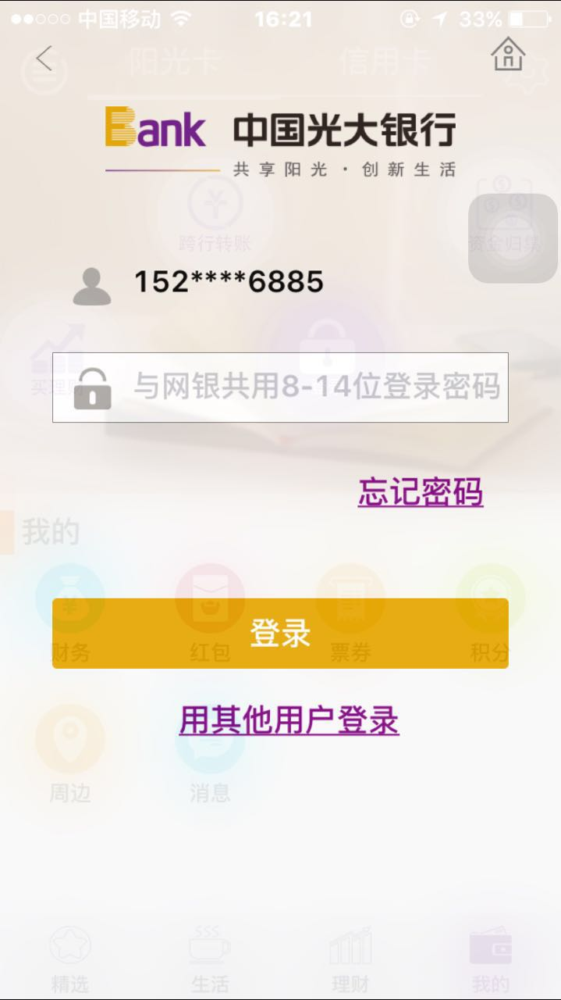 中国移动 16:21 33%
阳光卡 信用卡
Bank 中国光大银行
共享阳光·创新生活
跨行转账 资金归集
152****6885
买理财
与网银共用8-14位登录密码
忘记密码
我的
登录
财务 红包 票券 积分
用其他用户登录
周边 消息
精选 生活 理财 我的